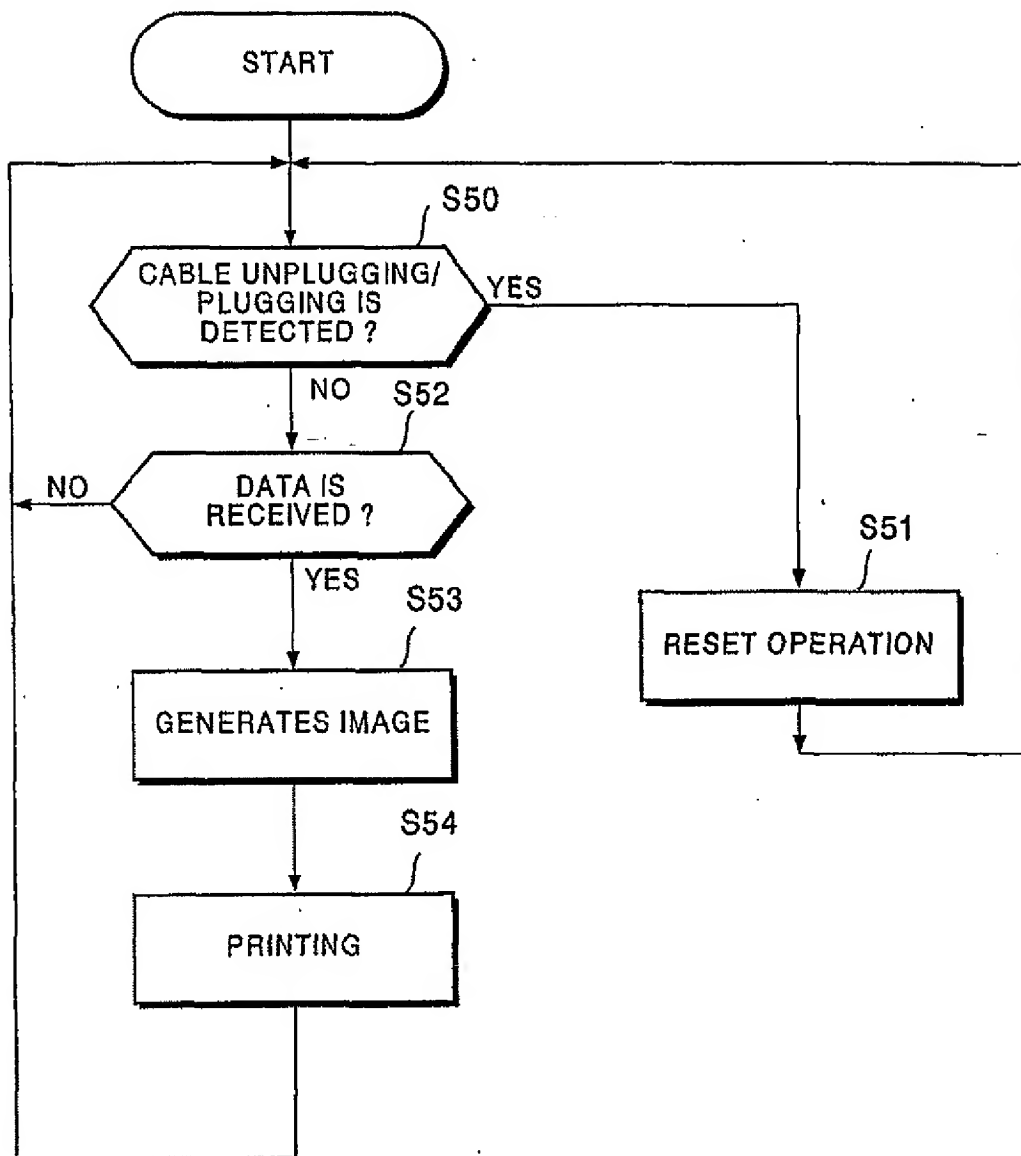 START
S50
CABLE UNPLUGGING/
PLUGGING IS
DETECTED ?
YES
NO
S52
DATA IS
RECEIVED ?
NO
YES
S51
RESET OPERATION
S53
GENERATES IMAGE
S54
PRINTING